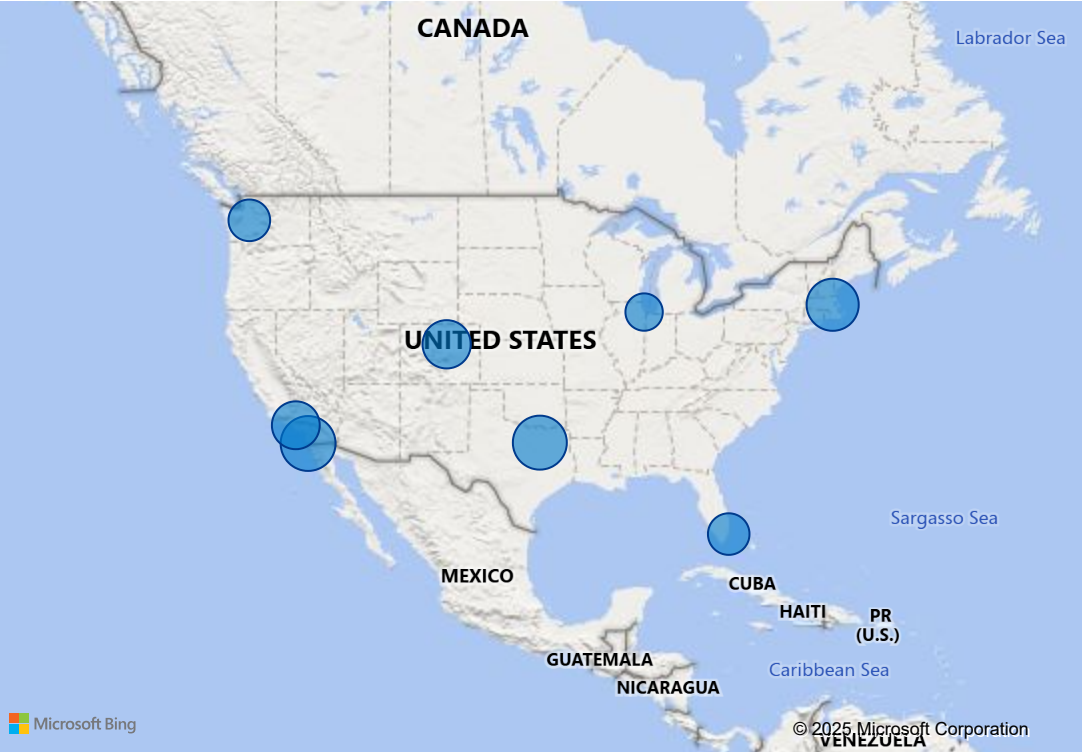 CANADA
Labrador Sea
UNITED STATES
Sargasso Sea
MEXICO
CUBA
HAITI
PR
(U.S.)
GUATEMALA
Caribbean Sea
NICARAGUA
Microsoft Bing
© 2025 Microsoft Corporation
VENEZUELA